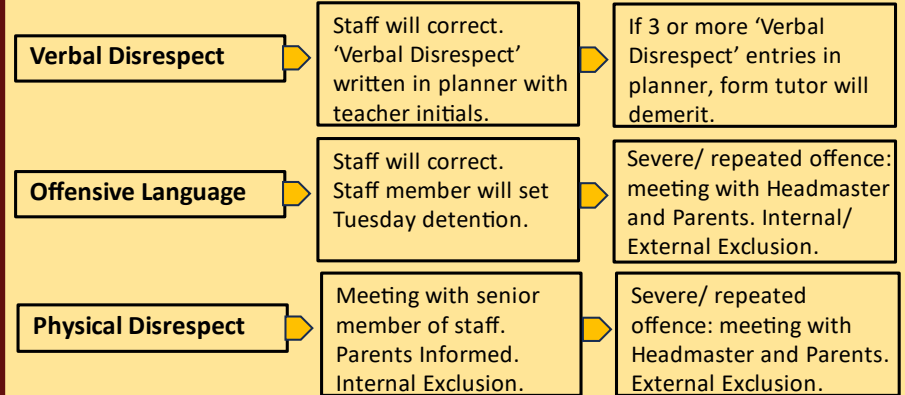 Verbal Disrespect
Staff will correct.
‘Verbal Disrespect’
written in planner with
teacher initials.
If 3 or more ‘Verbal
Disrespect’ entries in
planner, form tutor will
demerit.
Offensive Language
Staff will correct.
Staff member will set
Tuesday detention.
Severe/ repeated offence:
meeting with Headmaster
and Parents. Internal/
External Exclusion.
Physical Disrespect
Meeting with senior
member of staff.
Parents Informed.
Internal Exclusion.
Severe/ repeated
offence: meeting with
Headmaster and Parents.
External Exclusion.